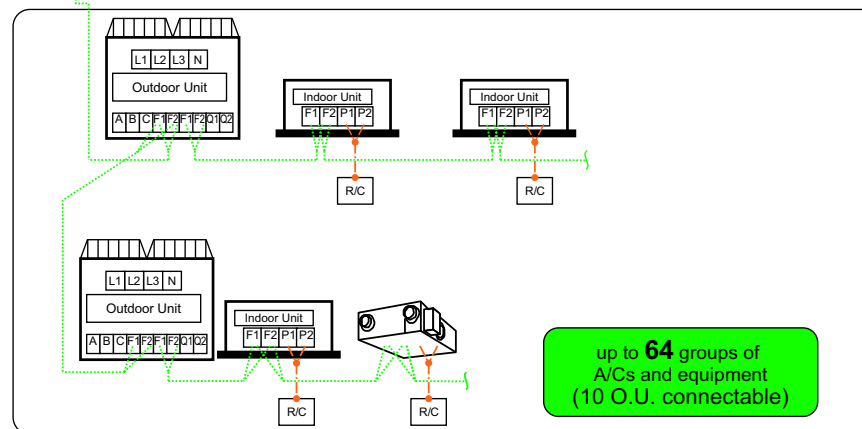 L1 L2 L3 N
Outdoor Unit
A B C F1 F2 F1 F2 Q1 Q2
Indoor Unit
F1 F2 P1 P2
R/C
Indoor Unit
F1 F2 P1 P2
R/C
L1 L2 L3 N
Outdoor Unit
A B C F1 F2 F1 F2 Q1 Q2
Indoor Unit
F1 F2 P1 P2
R/C
R/C
up to 64 groups of
A/Cs and equipment
(10 O.U. connectable)